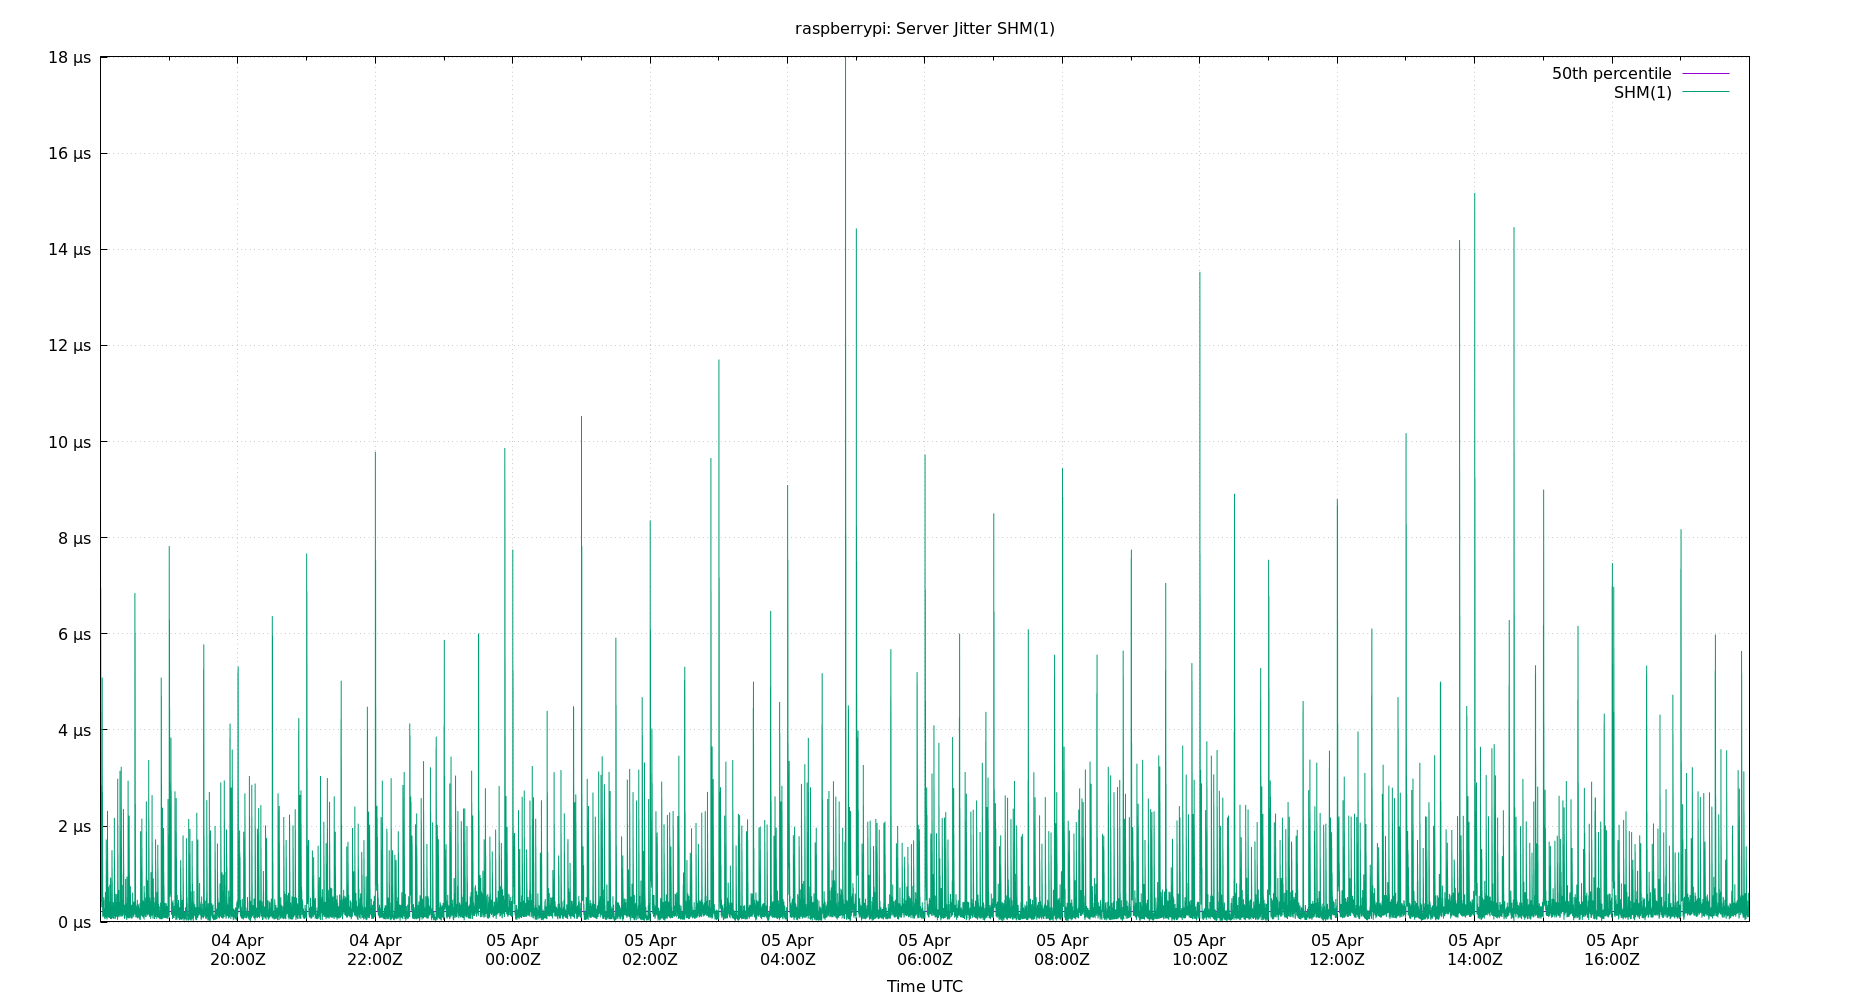 raspberrypi: Server Jitter SHM(1)
18 µs
16 µs
14 µs
12 µs
10 µs
8 µs
6 µs
4 µs
2 µs
0 µs
50th percentile
SHM(1)
04 Apr 04 Apr 05 Apr 05 Apr 05 Apr 05 Apr 05 Apr 05 Apr 05 Apr 05 Apr 05 Apr
20:00Z 22:00Z 00:00Z 02:00Z 04:00Z 06:00Z 08:00Z 10:00Z 12:00Z 14:00Z 16:00Z
Time UTC